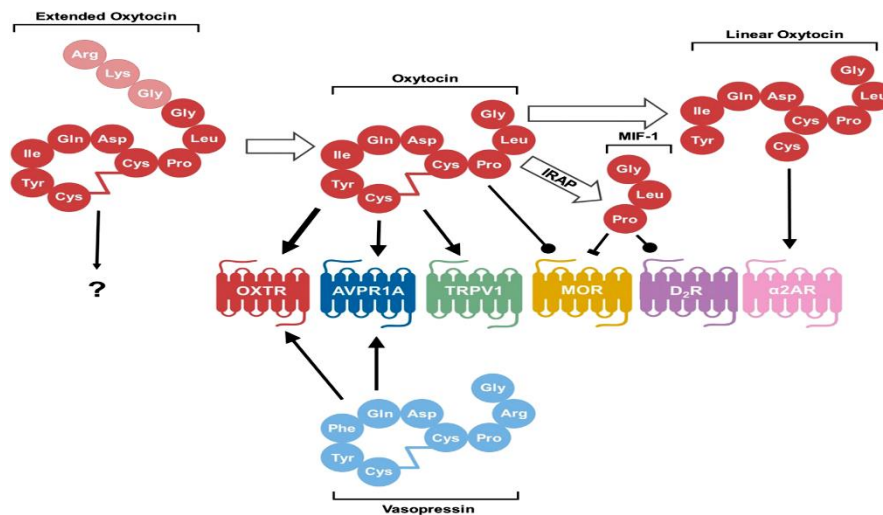 Extended Oxytocin
Arg
Lys
Gly
Gly
Leu
Pro
Cys
Asp
Gln
Ile
Tyr
Cys
?
Oxytocin
Gly
Leu
Pro
Cys
Asp
Gln
Ile
Tyr
Cys
IRAP
MIF-1
Gly
Leu
Pro
Linear Oxytocin
Gly
Leu
Pro
Cys
Cys
Asp
Gln
Ile
Tyr
OXTR
AVPR1A
TRPV1
MOR
D₂R
α2AR
Gly
Arg
Pro
Cys
Asp
Gln
Phe
Tyr
Cys
Vasopressin